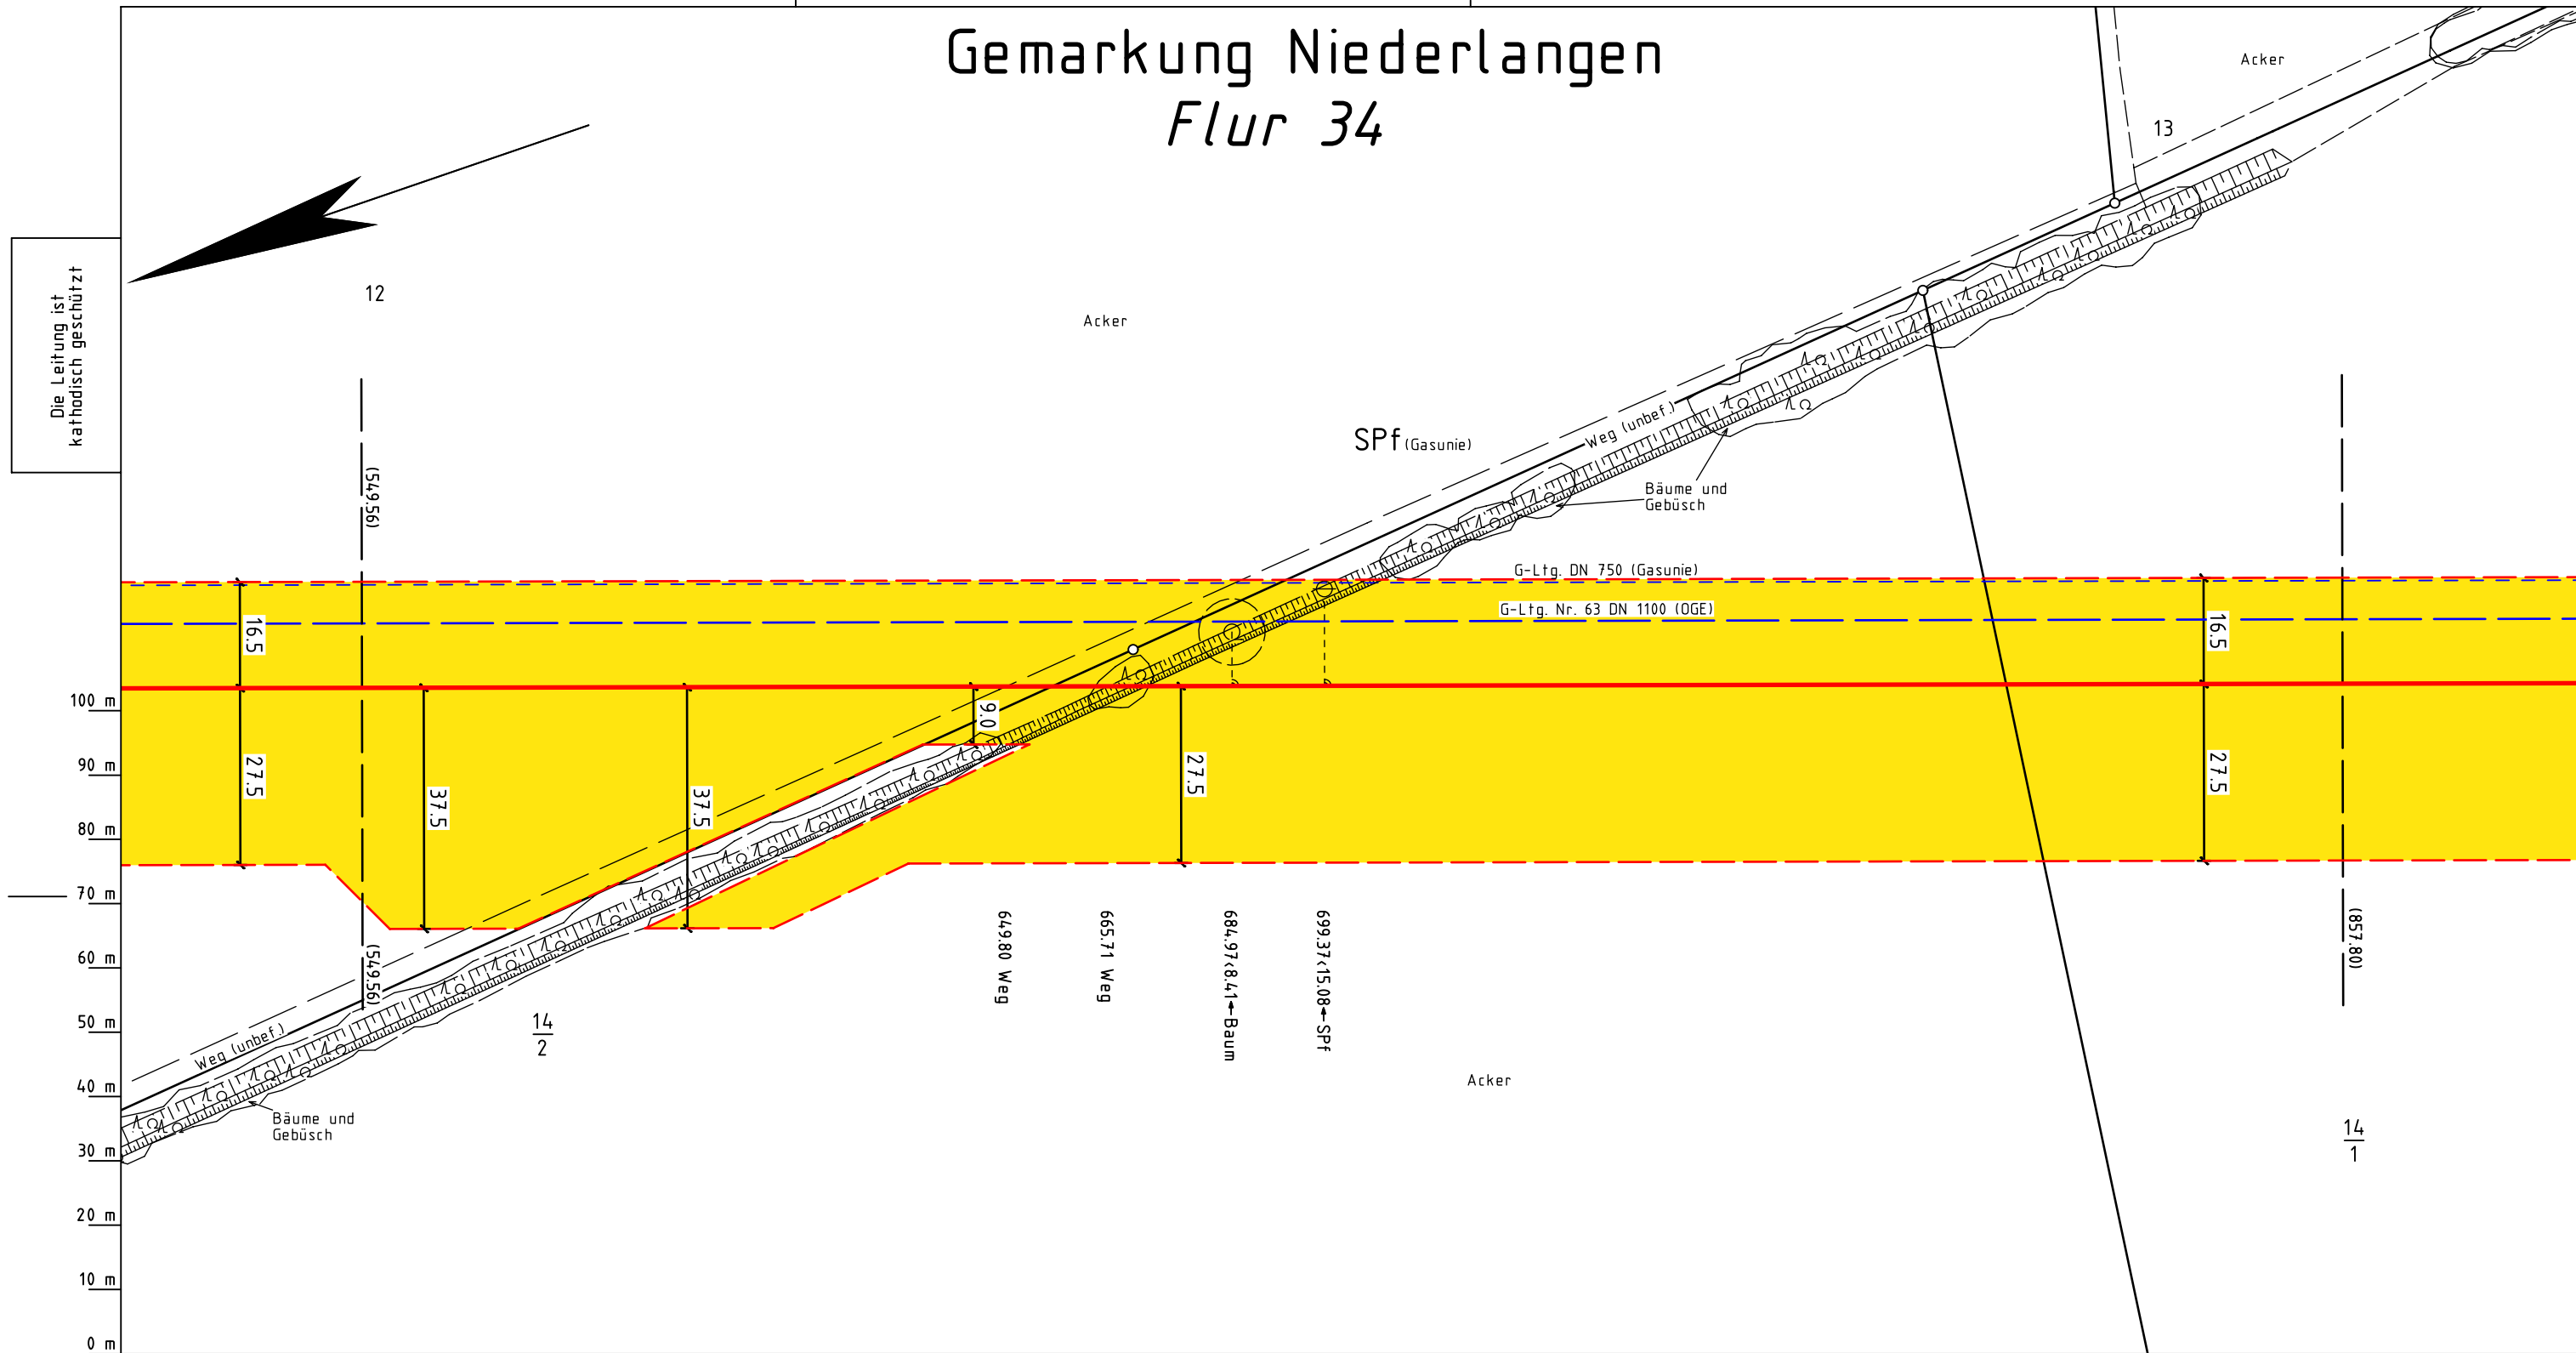 Gemarkung Niederlangen
Flur 34
Acker
13
Die Leitung ist
kathodisch geschützt
12
Acker
(549.56)
SPf (Gasunie)
Weg (unbef.)
Bäume und
Gebüsch
G-Ltg. DN 750 (Gasunie)
G-Ltg. Nr. 63 DN 1100 (OGE)
16.5
16.5
100 m
9.0
90 m
27.5
37.5
37.5
27.5
27.5
80 m
70 m
60 m
(549.56)
649.80 Weg
665.71 Weg
684.97<8.41 Baum
699.37<15.08 SPf
(857.80)
50 m
Weg (unbef.)
14
2
40 m
Acker
Bäume und
Gebüsch
30 m
14
1
20 m
10 m
0 m